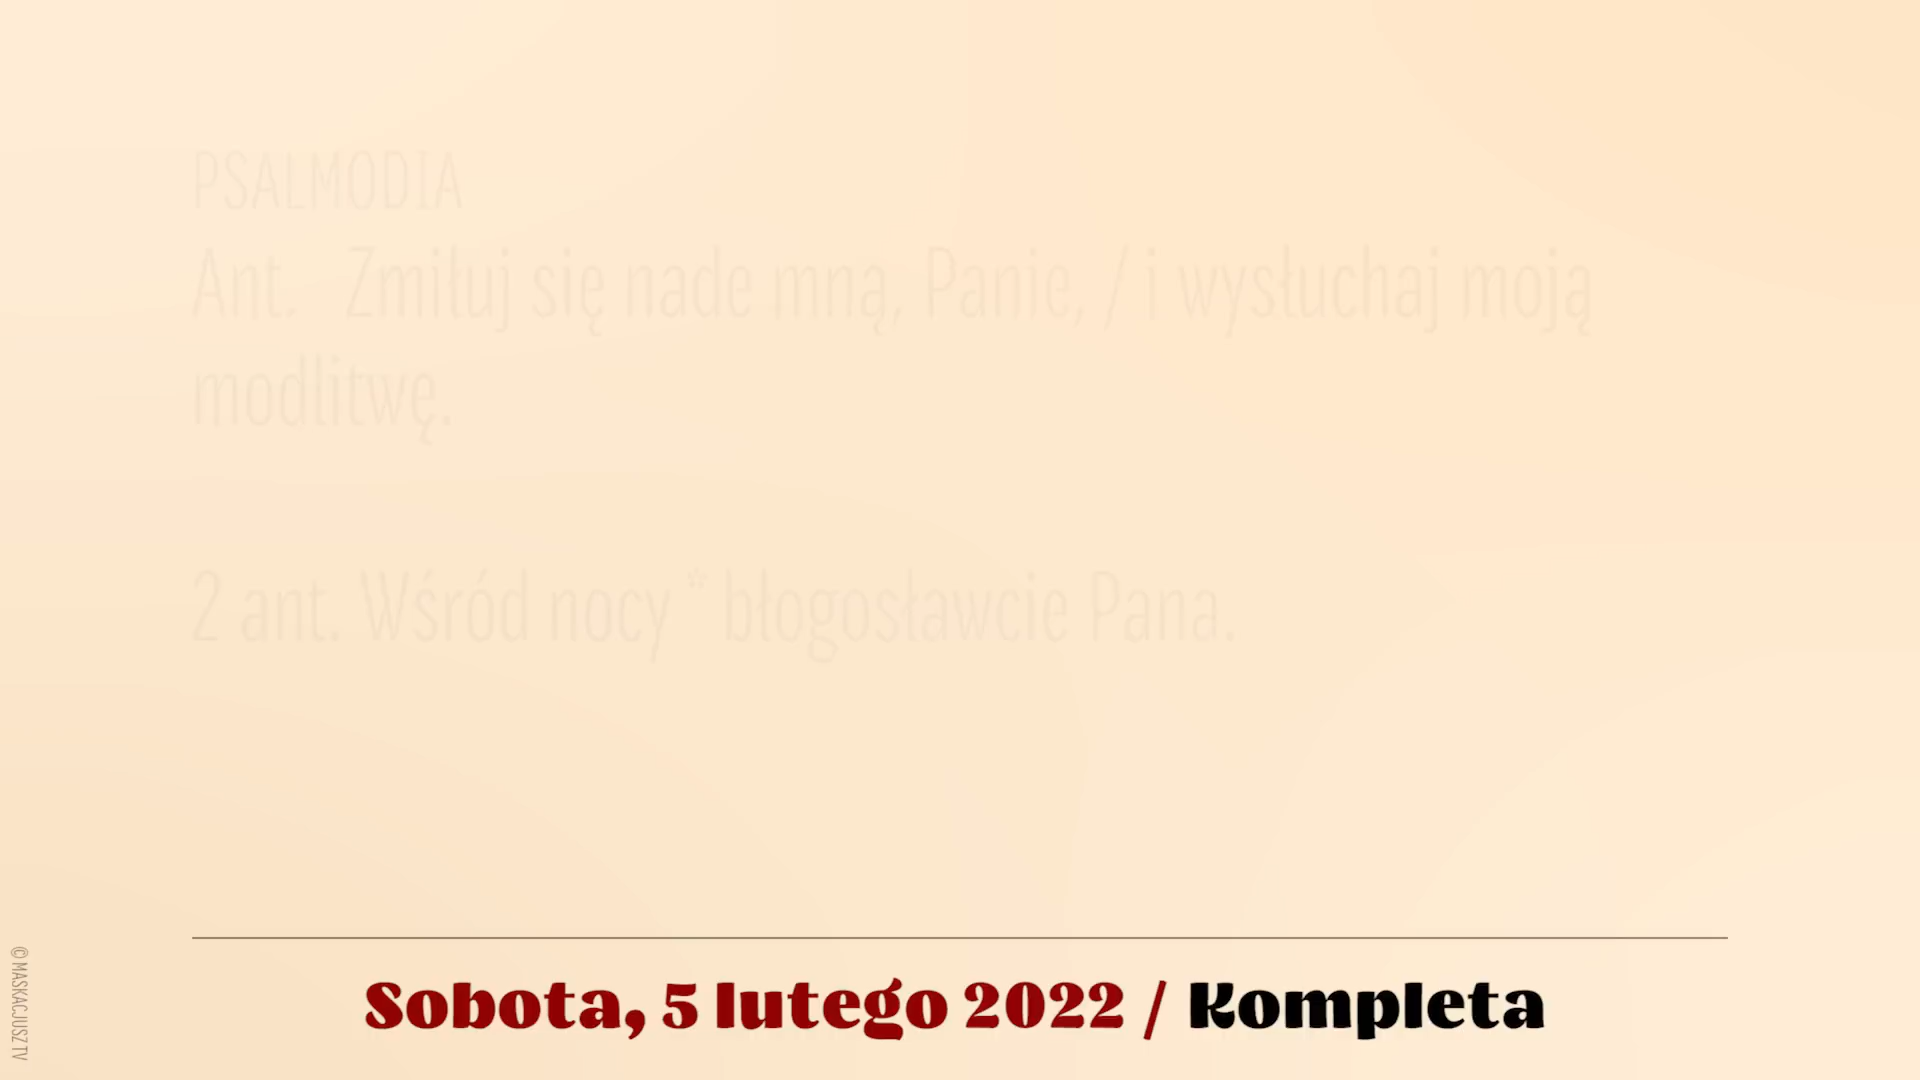 PSALMODIA
Ant. Zmiłuj się nade mną, Panie, / i wysłuchaj moją
modlitwę.
2 ant. Wśród nocy * błogosławcie Pana.
Sobota, 5 lutego 2022 / Kompleta
© MASKACJUSZ TV